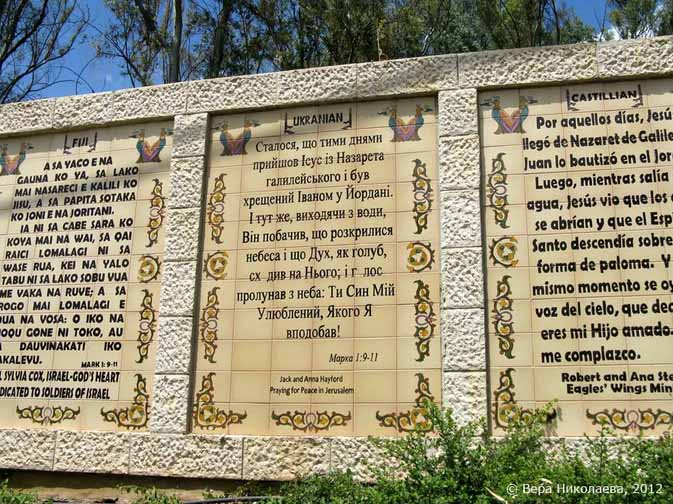 FIJI
A SA YACO E NA
GAUNA KO YA, SA LAKO
MAI NASARECI E KALILI KO
JISU, A SA PAPITA SOTAKA
KO JONI E NA JORITANI.
IA NI SA CABE SARA KO
KOYA MAI NA WAI, SA QAI
RAICI LOMALAGI NI SA
WASE RUA, KEI NA YALO
TABU NI SA LAKO SOBU VUA
ME VAKA NA RUVE; A SA
ROGO MAI LOMALAGI E
DUA NA VOSA: O IKO NA
NOQU GONE NI TOKO, AU
DAUVINAKATI IKO
VAKALEVU.
MARK 1: 9-11
SYLVIA COX, ISRAEL-GOD'S HEART
DEDICATED TO SOLDIERS OF ISRAEL
UKRANIAN
Сталося, що тими днями
прийшов Ісус із Назарета
галилейського і був
хрещений Іваном у Йордані.
І тут же, виходячи з води,
Він побачив, що розкрилися
небеса і що Дух, як голуб,
сх див на Нього; і г лос
пролунав з неба: Ти Син Мій
Улюблений, Якого Я
вподобав!
Марка 1:9-11
Jack and Anna Hayford
Praying for Peace in Jerusalem
CASTILLIAN
Por aquellos días, Jesú
llegó de Nazaret de Galile
Juan lo bautizó en el Jor
Luego, mientras salía
agua, Jesús vio que los c
se abrían y que el Espí
Santo descendía sobre
forma de paloma. Y
mismo momento se oy
voz del cielo, que dec
eres mi Hijo amado.
me complazco.
Robert and Ana Ste
Eagles' Wings Min
© Вера Николаева, 2012